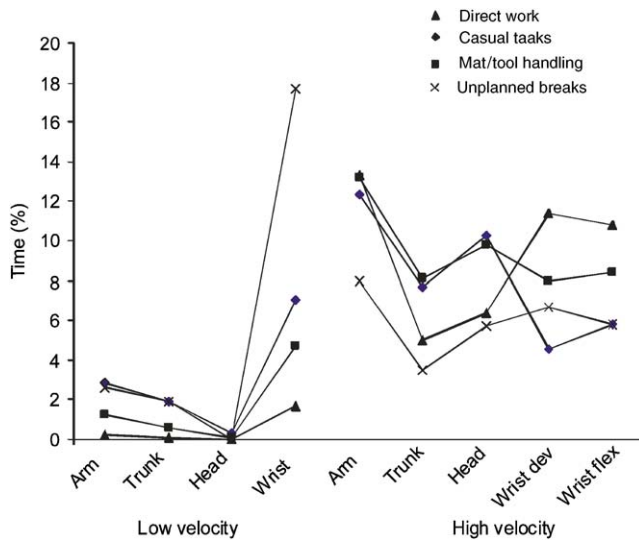 Direct work
Casual taaks
Mat/tool handling
Unplanned breaks
20
18
16
14
12
10
8
6
4
2
0
Time (%)
Arm
Trunk
Head
Wrist
Arm
Trunk
Head
Wrist dev
Wrist flex
Low velocity
High velocity